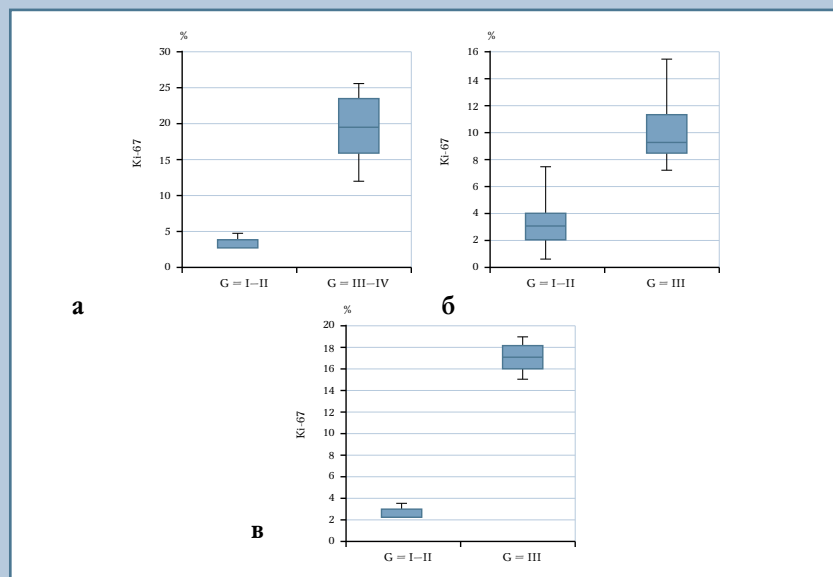 %
30
25
20
15
10
5
0
Ki-67
G = I–II
G = III–IV
а
%
16
14
12
10
8
6
4
2
0
Ki-67
G = I–II
G = III
б
%
20
18
16
14
12
10
8
6
4
2
0
Ki-67
G = I–II
G = III
в